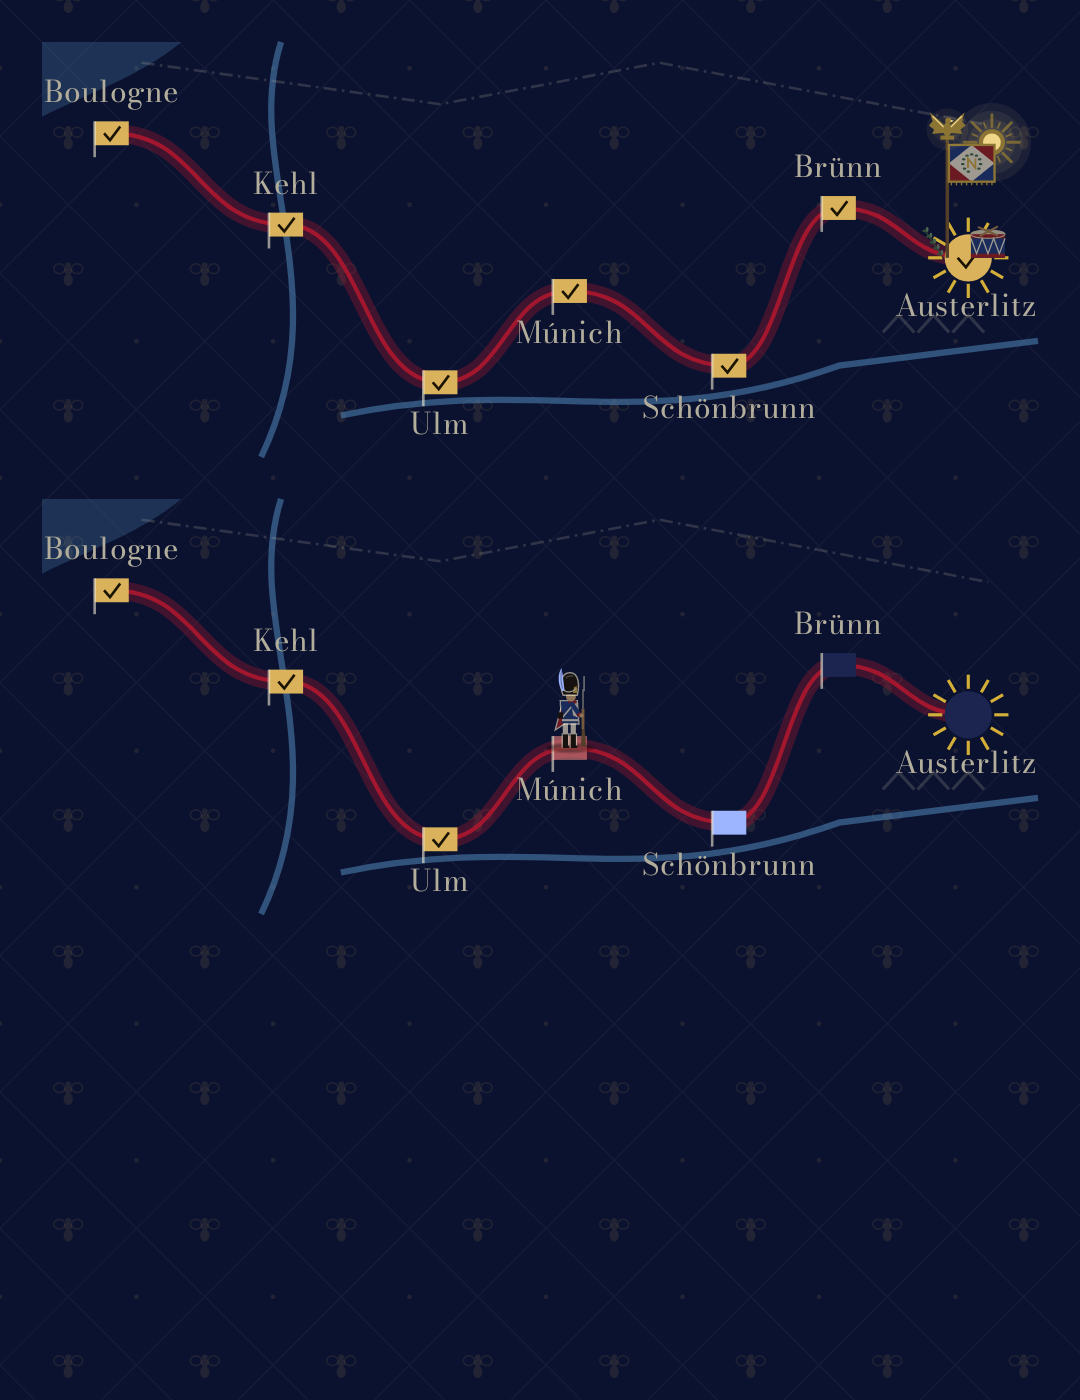 Boulogne
Kehl
Brünn
N
Austerlitz
Múnich
Schönbrunn
Ulm
Boulogne
Brünn
Kehl
Austerlitz
Múnich
Schönbrunn
Ulm